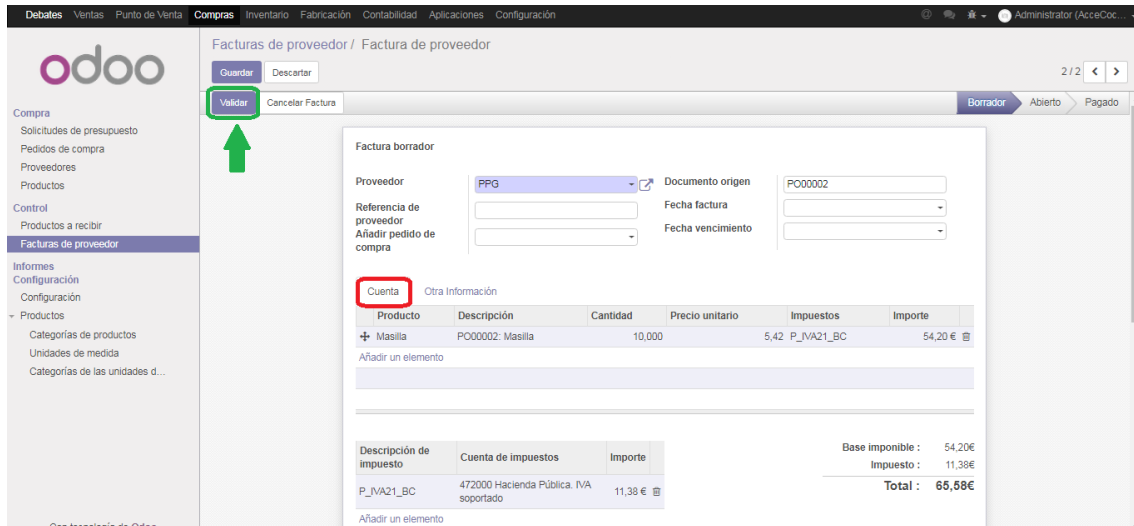 Debates Ventas Punto de Venta Compras Inventario Fabricación Contabilidad Aplicaciones Configuración
Administrator (AcceCoc...
odoo
Facturas de proveedor / Factura de proveedor
Guardar Descartar
2 / 2
Validar Cancelar Factura
Borrador Abierto Pagado
Compra
Solicitudes de presupuesto
Pedidos de compra
Proveedores
Productos
Control
Productos a recibir
Facturas de proveedor
Informes
Configuración
Configuración
Productos
Categorías de productos
Unidades de medida
Categorías de las unidades d...
Factura borrador
Proveedor PPG
Referencia de
proveedor
Añadir pedido de
compra
Documento origen PO00002
Fecha factura
Fecha vencimiento
Cuenta Otra Información
Producto Descripción Cantidad Precio unitario Impuestos Importe
Masilla PO00002: Masilla 10,000 5,42 P_IVA21_BC 54,20 €
Añadir un elemento
Descripción de
impuesto
Cuenta de impuestos Importe
P_IVA21_BC
472000 Hacienda Pública. IVA
soportado
11,38 €
Añadir un elemento
Base imponible : 54,20€
Impuesto : 11,38€
Total : 65,58€
Con tecnología de Odoo